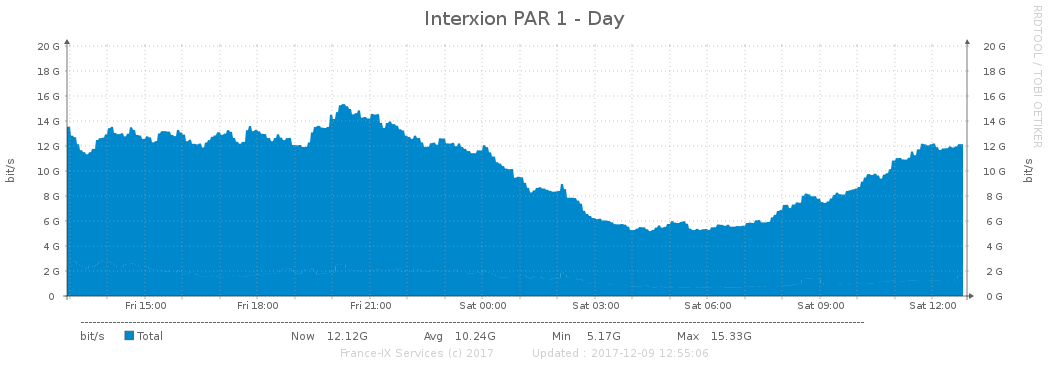 Interxion PAR 1 - Day
RRDTOOL / TOBI OETIKER
bit/s
20 G 20 G
18 G 18 G
16 G 16 G
14 G 14 G
12 G 12 G
10 G 10 G
8 G 8 G
6 G 6 G
4 G 4 G
2 G 2 G
0 0 G
bit/s
Fri 15:00 Fri 18:00 Fri 21:00 Sat 00:00 Sat 03:00 Sat 06:00 Sat 09:00 Sat 12:00
bit/s Total Now 12.12G Avg 10.24G Min 5.17G Max 15.33G
France-IX Services (c) 2017 Updated : 2017-12-09 12:55:06